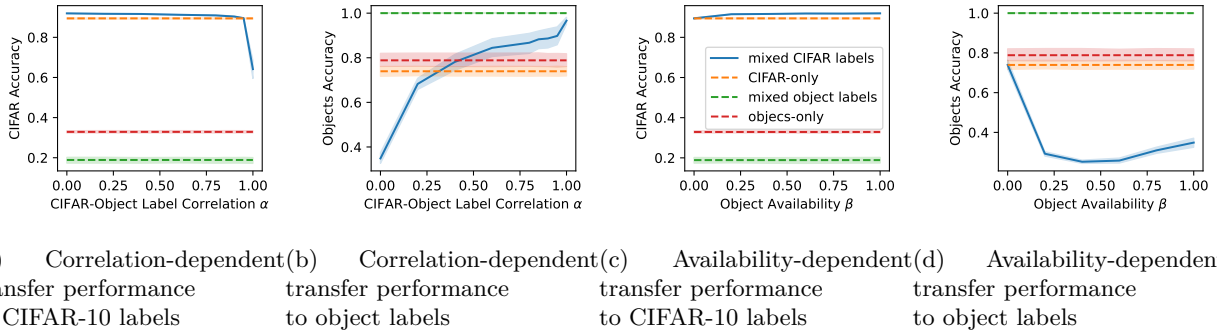 0.8
0.6
0.4
0.2
CIFAR Accuracy
0.00 0.25 0.50 0.75 1.00
CIFAR-Object Label Correlation α
1.0
0.8
0.6
0.4
Objects Accuracy
0.00 0.25 0.50 0.75 1.00
CIFAR-Object Label Correlation α
0.8
0.6
0.4
0.2
CIFAR Accuracy
mixed CIFAR labels
CIFAR-only
mixed object labels
objecs-only
0.00 0.25 0.50 0.75 1.00
Object Availability β
1.0
0.8
0.6
0.4
Objects Accuracy
0.00 0.25 0.50 0.75 1.00
Object Availability β
) Correlation-dependent
ansfer performance
CIFAR-10 labels
(b) Correlation-dependent
transfer performance
to object labels
(c) Availability-dependent
transfer performance
to CIFAR-10 labels
(d) Availability-dependen
transfer performance
to object labels